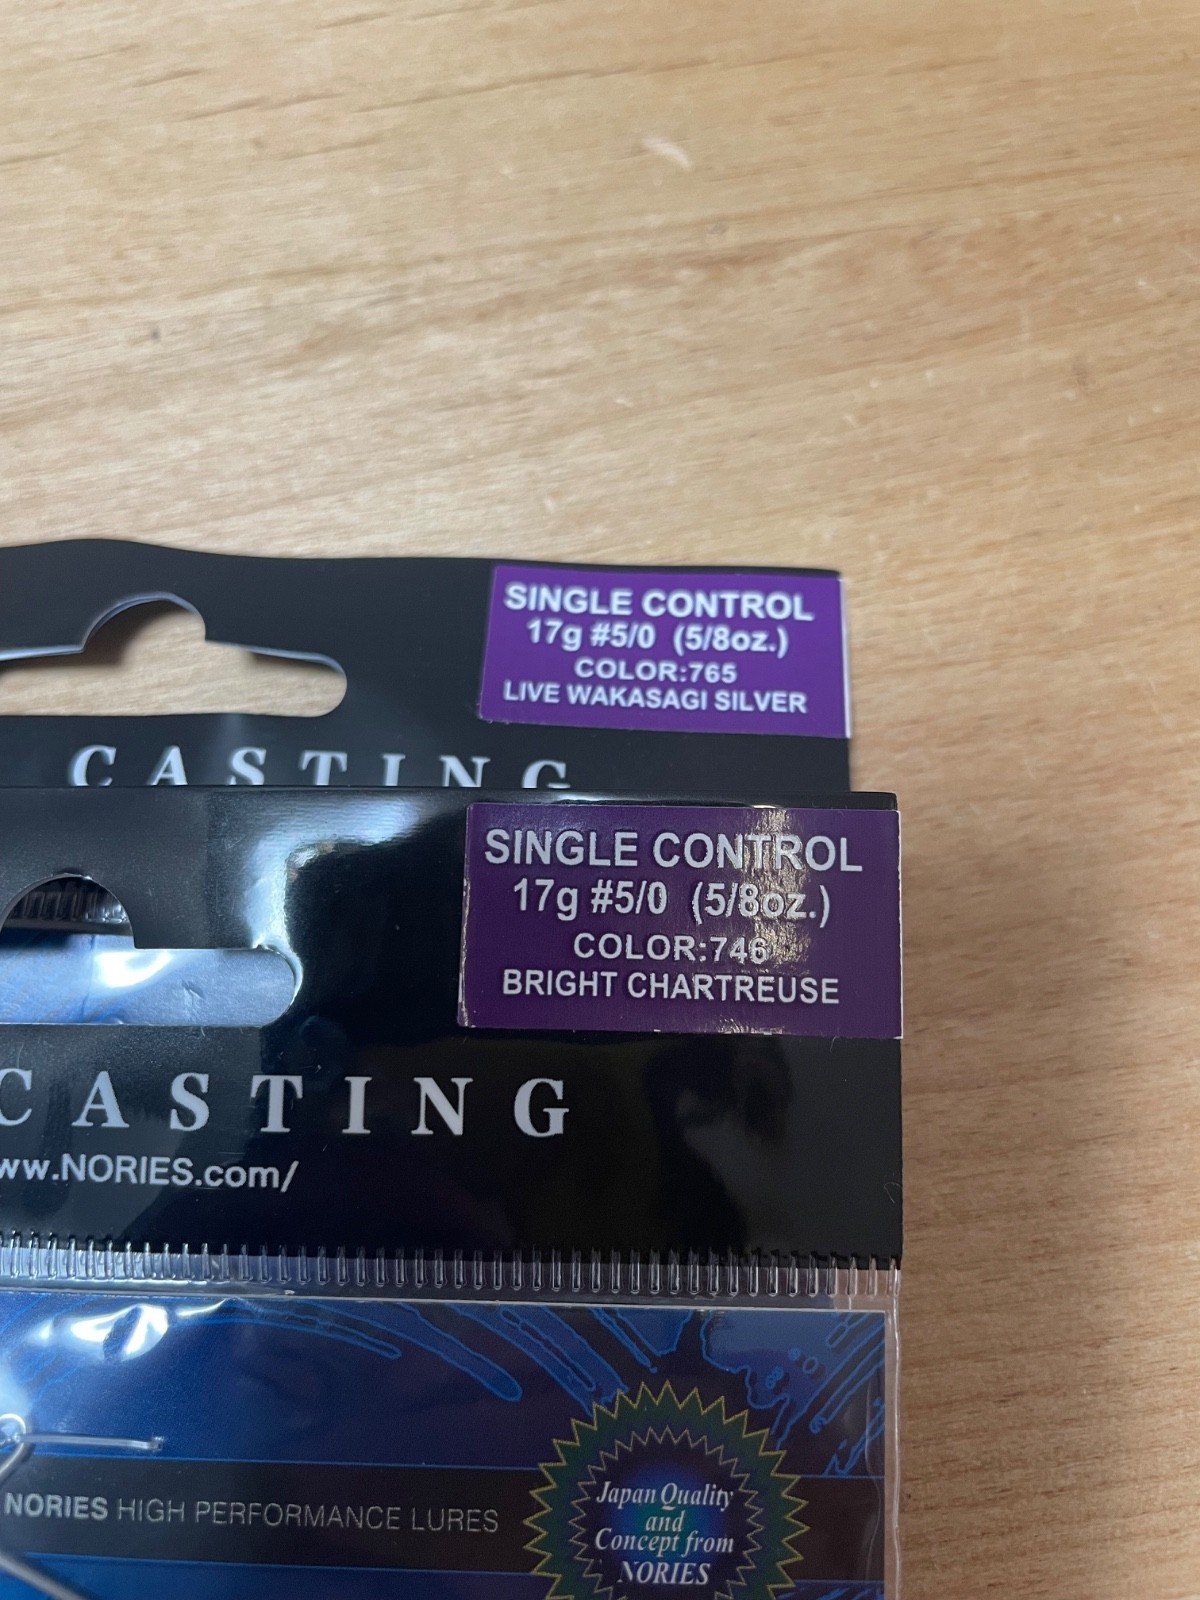 SINGLE CONTROL
17g #5/0 (5/8oz.)
COLOR:765
LIVE WAKASAGI SILVER
CASTING
SINGLE CONTROL
17g #5/0 (5/8oz.)
COLOR:746
BRIGHT CHARTREUSE
CASTING
ww.NORIES.com/
NORIES HIGH PERFORMANCE LURES
Japan Quality
and
Concept from
NORIES